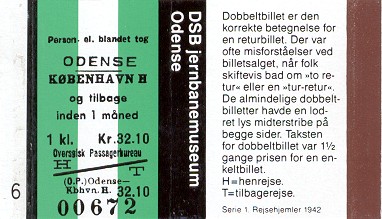 Person- el. blandet tog
ODENSE
KØBENHAVN H
og tilbage
inden 1 måned
1 kl. Kr. 32.10
Oversgisk Passagerbureau
H T
(O.P.) Odense—
Kbhvn. H. 32.10
00672
6
DSB jernbanemuseum
Odense
Dobbeltbillet er den
korrekte betegnelse for
en returbillet. Der var
ofte misforståelser ved
billetsalget, når folk
skiftevis bad om »to re-
tur« eller en »tur-retur«.
De almindelige dobbelt-
billetter havde en lod-
ret lys midterstribe på
begge sider. Taksten
for dobbeltbillet var 1½
gange prisen for en en-
keltbillet.
H=henrejse.
T=tilbagerejse.
Serie 1. Rejsehjemler 1942